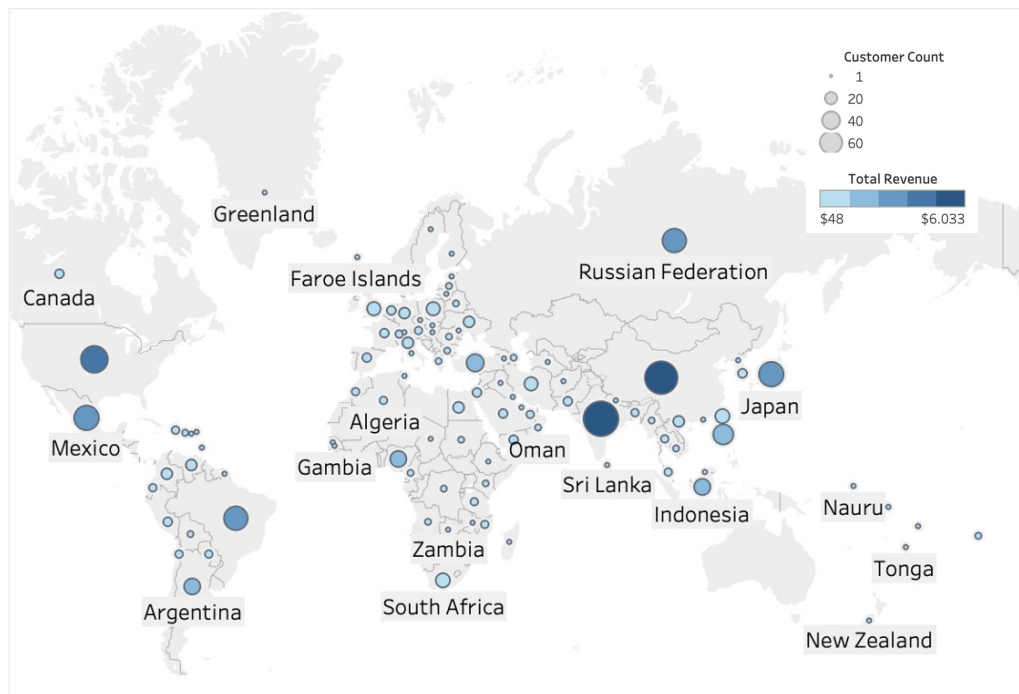 Customer Count
1
20
40
60
Total Revenue
$48 $6.033
Greenland
Faroe Islands
Russian Federation
Canada
Japan
Mexico
Algeria
Oman
Gambia
Sri Lanka
Indonesia
Nauru
Zambia
Tonga
Argentina
South Africa
New Zealand